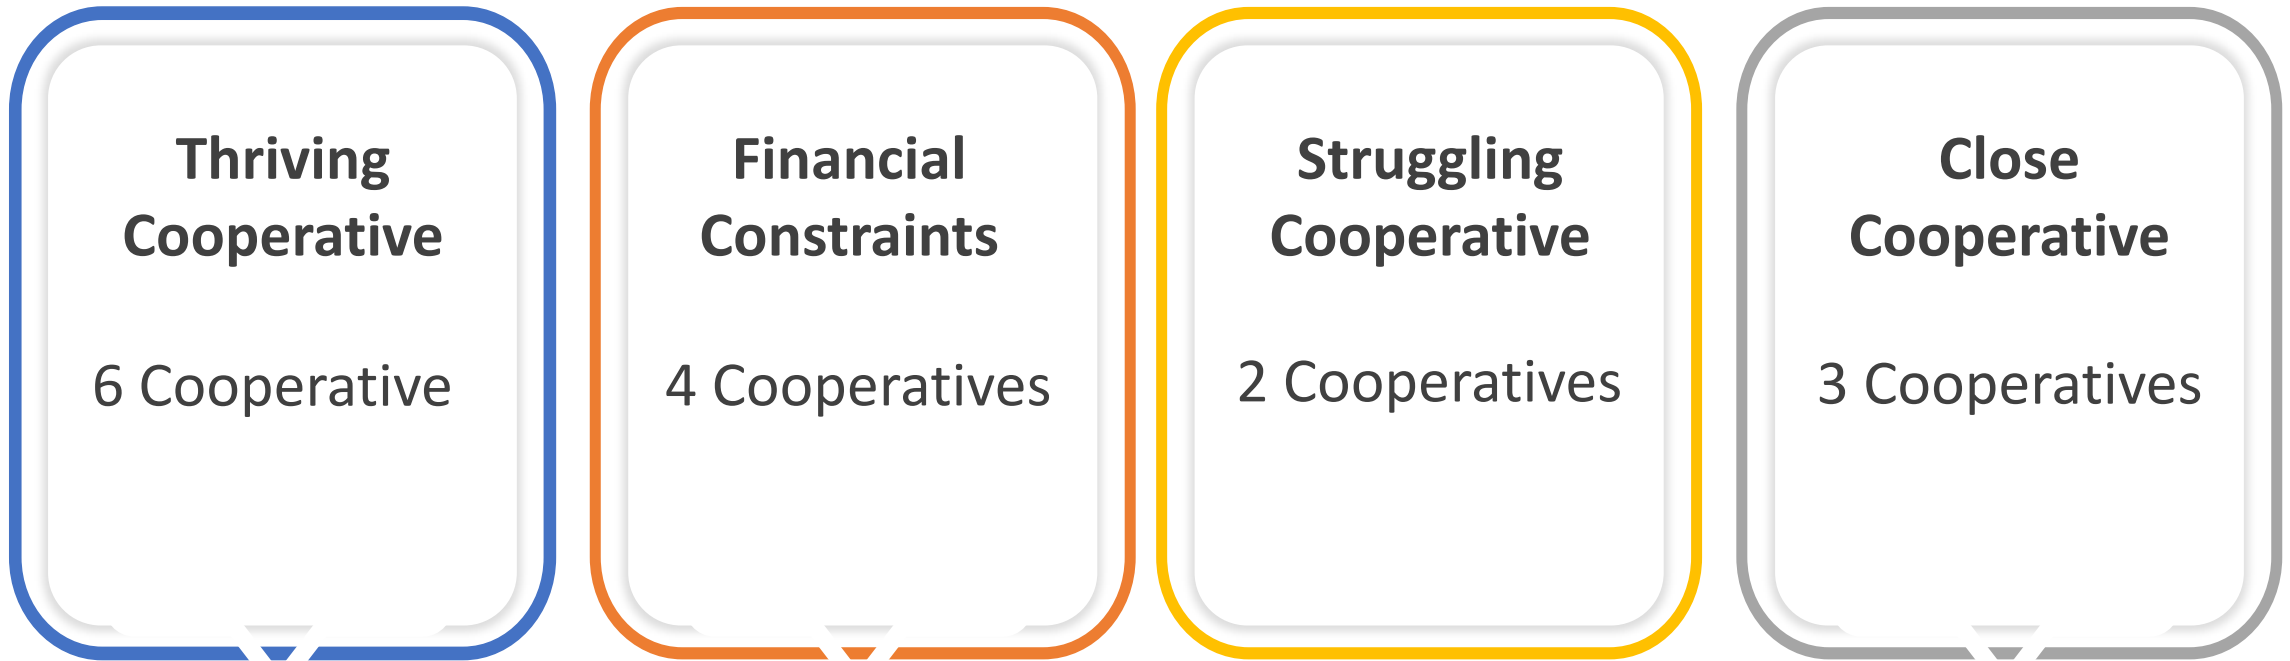 Thriving
Cooperative
6 Cooperative
Financial
Constraints
4 Cooperatives
Struggling
Cooperative
2 Cooperatives
Close
Cooperative
3 Cooperatives